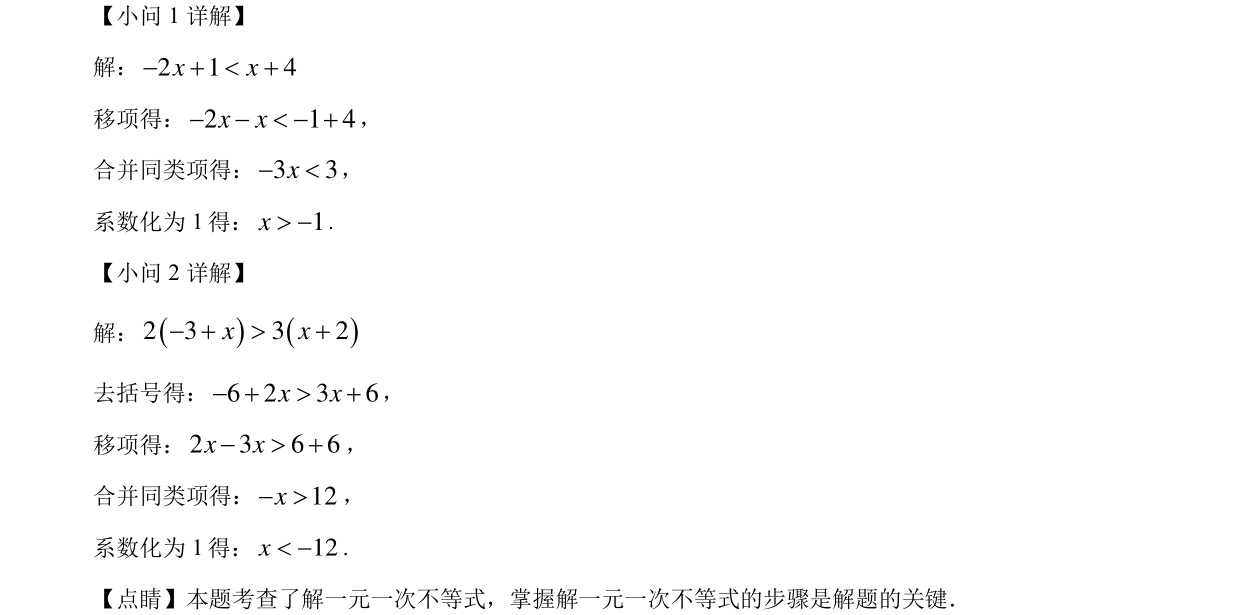 【小问 1 详解】
解：−2x+1<x+4
移项得：−2x−x<−1+4，
合并同类项得：−3x<3，
系数化为 1得：x>−1.
【小问 2 详解】
解：2(−3+x)>3(x+2)
去括号得：−6+2x>3x+6，
移项得：2x−3x>6+6，
合并同类项得：−x>12，
系数化为 1得：x<−12.
【点睛】本题考查了解一元一次不等式，掌握解一元一次不等式的步骤是解题的关键．